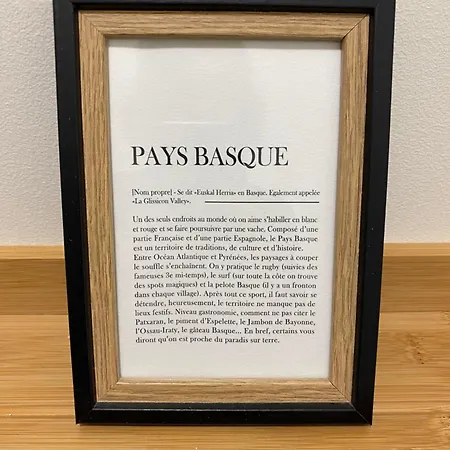 PAYS BASQUE
[Nom propre] - Se dit «Euskal Herria» en Basque. Egalement appelée
«La Glissicon Valley».
Un des seuls endroits au monde où on aime s'habiller en blanc
et rouge et se faire poursuivre par une vache. Composé d'une
partie Française et d'une partie Espagnole, le Pays Basque
est un territoire de traditions, de culture et d'histoire.
Entre Océan Atlantique et Pyrénées, les paysages à couper
le souffle s'enchaînent. On y pratique le rugby (suivies des
fameuses 3e mi-temps), le surf (sur toute la côte on trouve
des spots magiques) et la pelote Basque (il y a un fronton
dans chaque village). Après tout ce sport, il faut savoir se
détendre, heureusement, le territoire ne manque pas de
lieux festifs. Niveau gastronomie, comment ne pas citer le
Patxaran, le piment d'Espelette, le Jambon de Bayonne,
l'Ossau-Iraty, le gâteau Basque... En bref, certains vous
diront qu'on est proche du paradis sur terre.